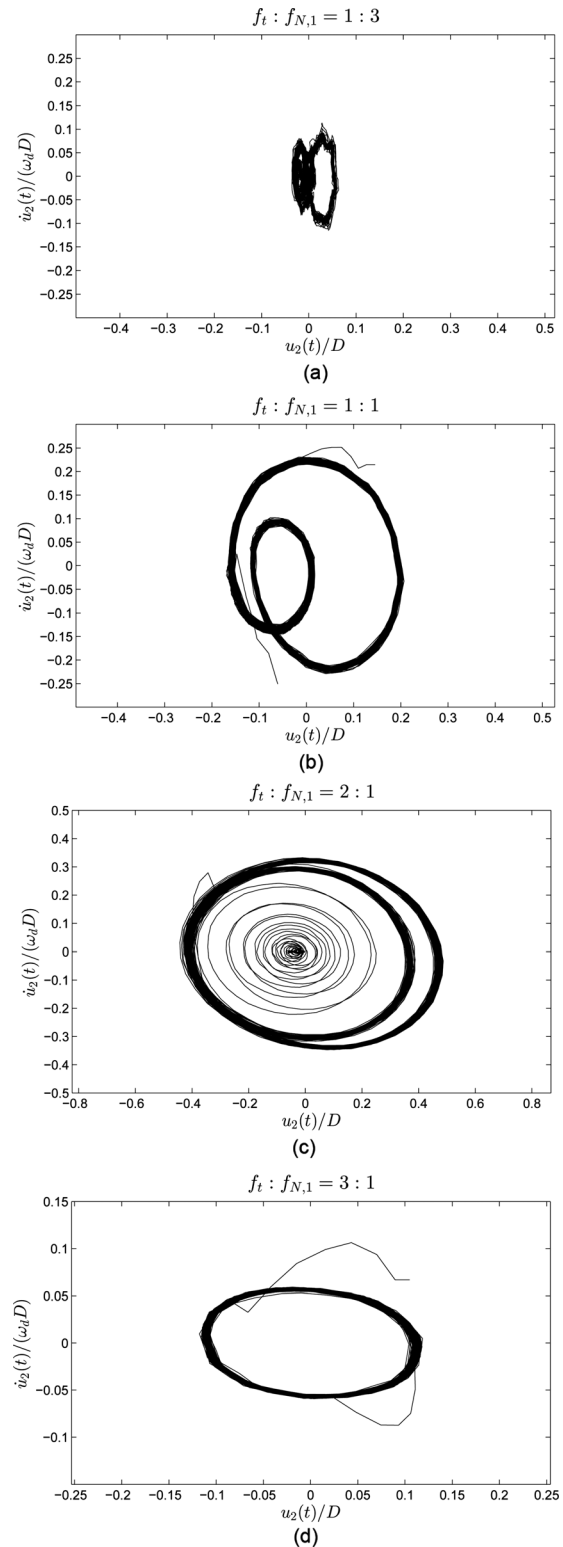 f_t : f_{N,1} = 1 : 3
0.25
0.2
0.15
0.1
0.05
0
−0.05
−0.1
−0.15
−0.2
−0.25
u̇_2(t)/(ω_d D)
−0.4 −0.3 −0.2 −0.1 0 0.1 0.2 0.3 0.4 0.5
u_2(t)/D
(a)
f_t : f_{N,1} = 1 : 1
0.25
0.2
0.15
0.1
0.05
0
−0.05
−0.1
−0.15
−0.2
−0.25
u̇_2(t)/(ω_d D)
−0.4 −0.3 −0.2 −0.1 0 0.1 0.2 0.3 0.4 0.5
u_2(t)/D
(b)
f_t : f_{N,1} = 2 : 1
0.5
0.4
0.3
0.2
0.1
0
−0.1
−0.2
−0.3
−0.4
−0.5
u̇_2(t)/(ω_d D)
−0.8 −0.6 −0.4 −0.2 0 0.2 0.4 0.6 0.8
u_2(t)/D
(c)
f_t : f_{N,1} = 3 : 1
0.15
0.1
0.05
0
−0.05
−0.1
u̇_2(t)/(ω_d D)
−0.25 −0.2 −0.15 −0.1 −0.05 0 0.05 0.1 0.15 0.2 0.25
u_2(t)/D
(d)